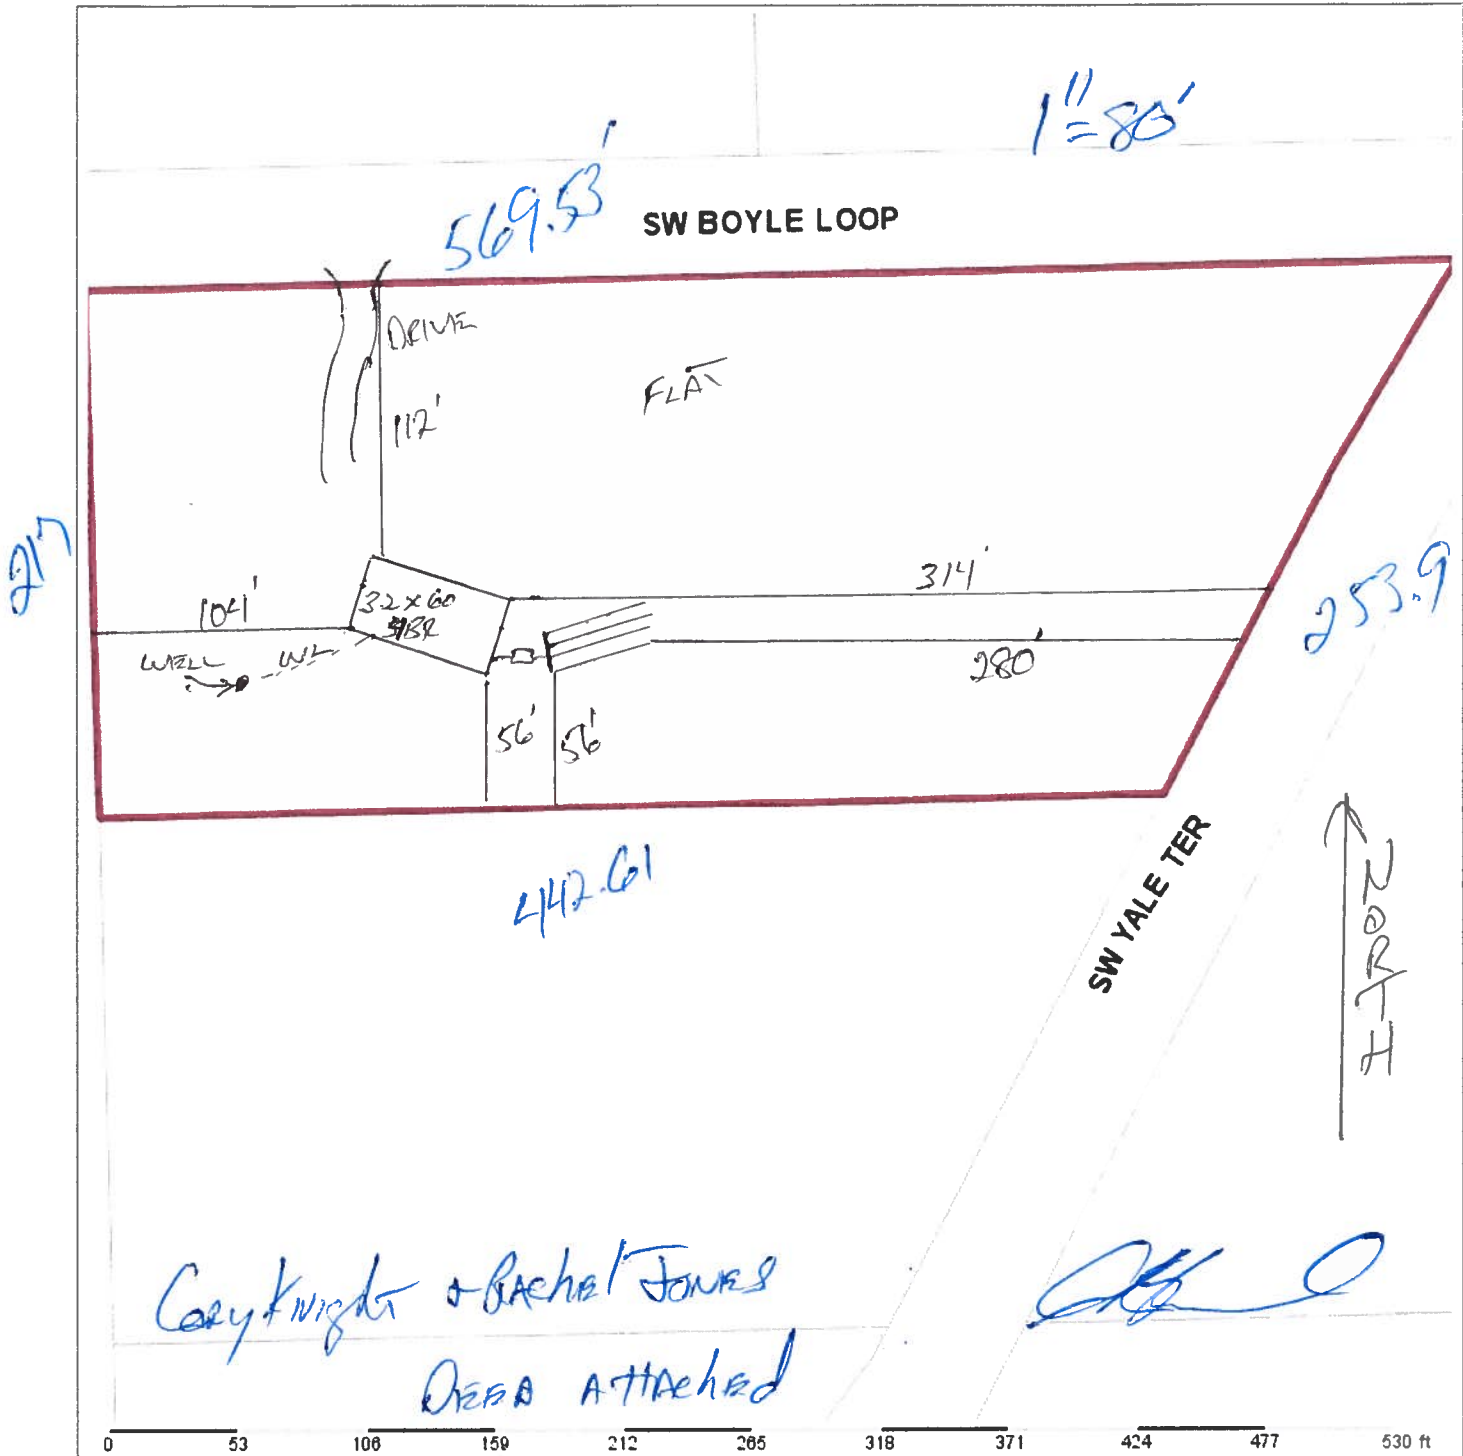 1"=80'
569.53'
SW BOYLE LOOP
DRIVE
FLAT
112'
217
104'
32 x 60
BR
314'
253.9
WELL
WL
280'
56'
56'
442.61
SW YALE TER
NORTH
Cory Knight & Rachel Jones
Deed Attached
0 53 106 159 212 265 318 371 424 477 530 ft